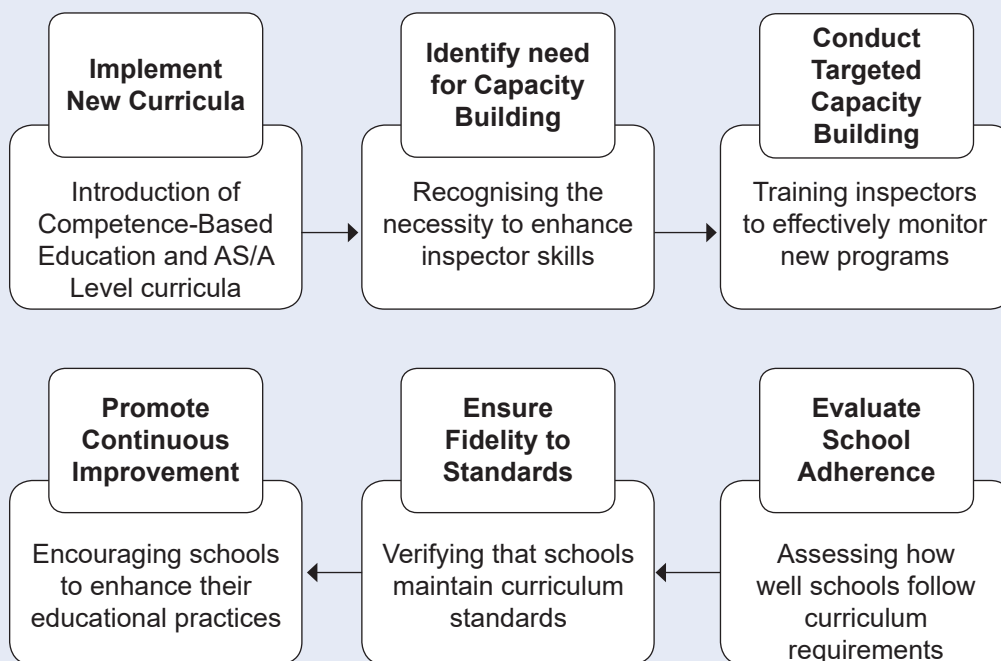 Implement
New Curricula
Introduction of
Competence-Based
Education and AS/A
Level curricula
Identify need
for Capacity
Building
Recognising the
necessity to enhance
inspector skills
Conduct
Targeted
Capacity
Building
Training inspectors
to effectively monitor
new programs
Promote
Continuous
Improvement
Encouraging schools
to enhance their
educational practices
Ensure
Fidelity to
Standards
Verifying that schools
maintain curriculum
standards
Evaluate
School
Adherence
Assessing how
well schools follow
curriculum
requirements